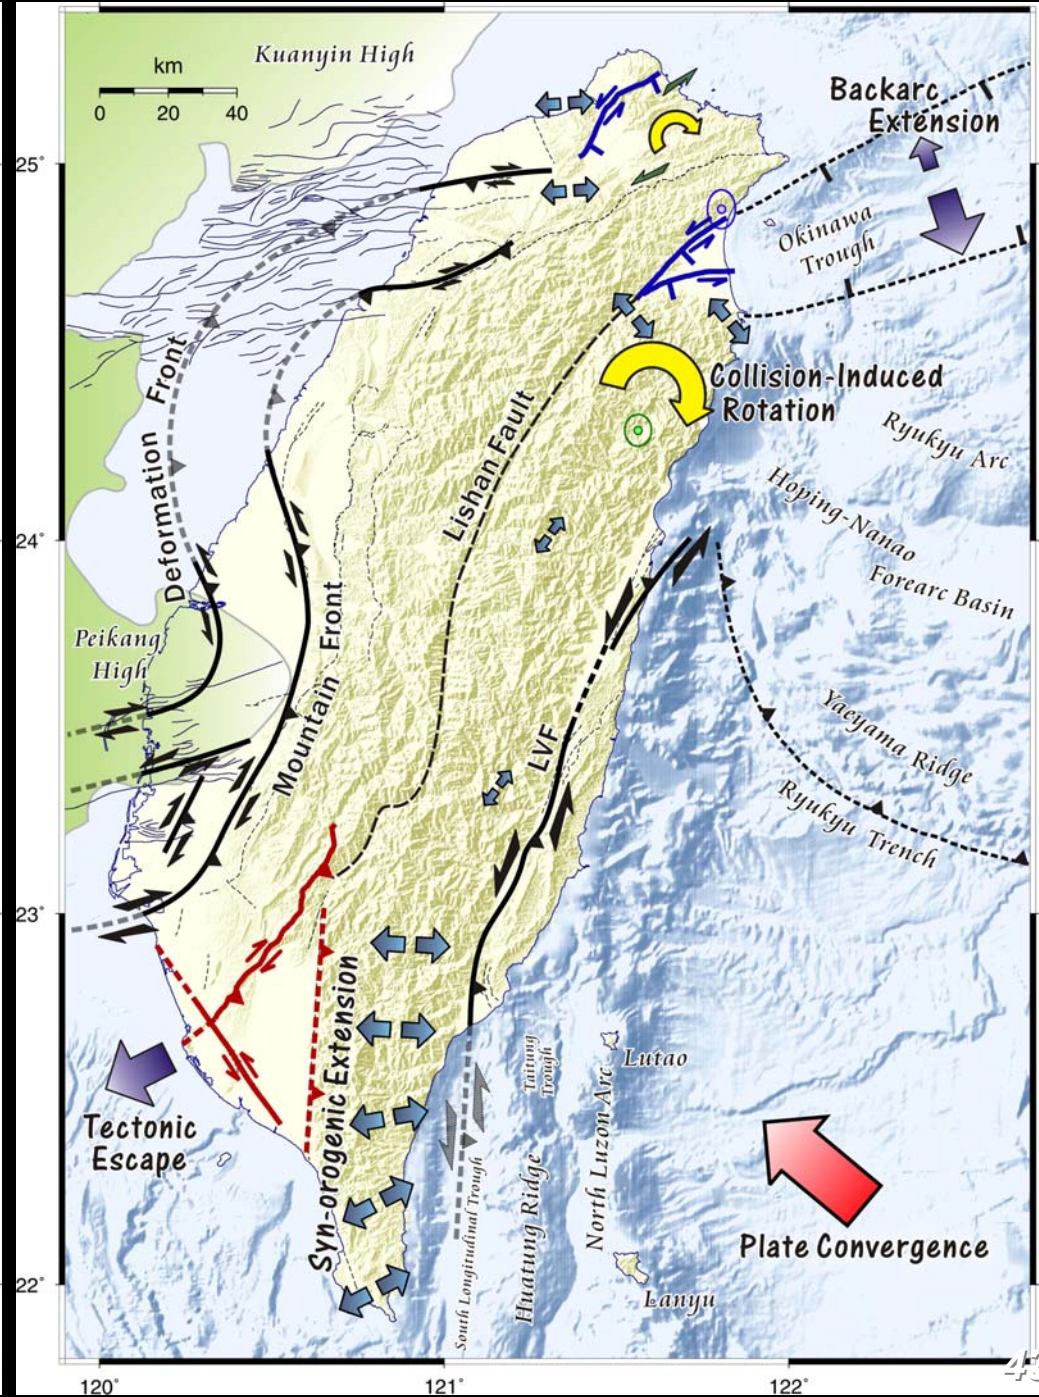 Kuanyin High
km
0 20 40
Backarc
Extension
25
Okinawa
Trough
Deformation Front
Collision-Induced
Rotation
Lishan Fault
Ryukyu Arc
Hoping-Nanao
Forearc Basin
24°
Peikang
High
Mountain Front
LVF
Yaeyama Ridge
Ryukyu Trench
23°
Syn-orogenic Extension
Taitung
Trough
Lutao
Tectonic
Escape
South Longitudinal Trough
Huatung Ridge
North Luzon Arc
Plate Convergence
22°
Lanyu
120°
121°
122°